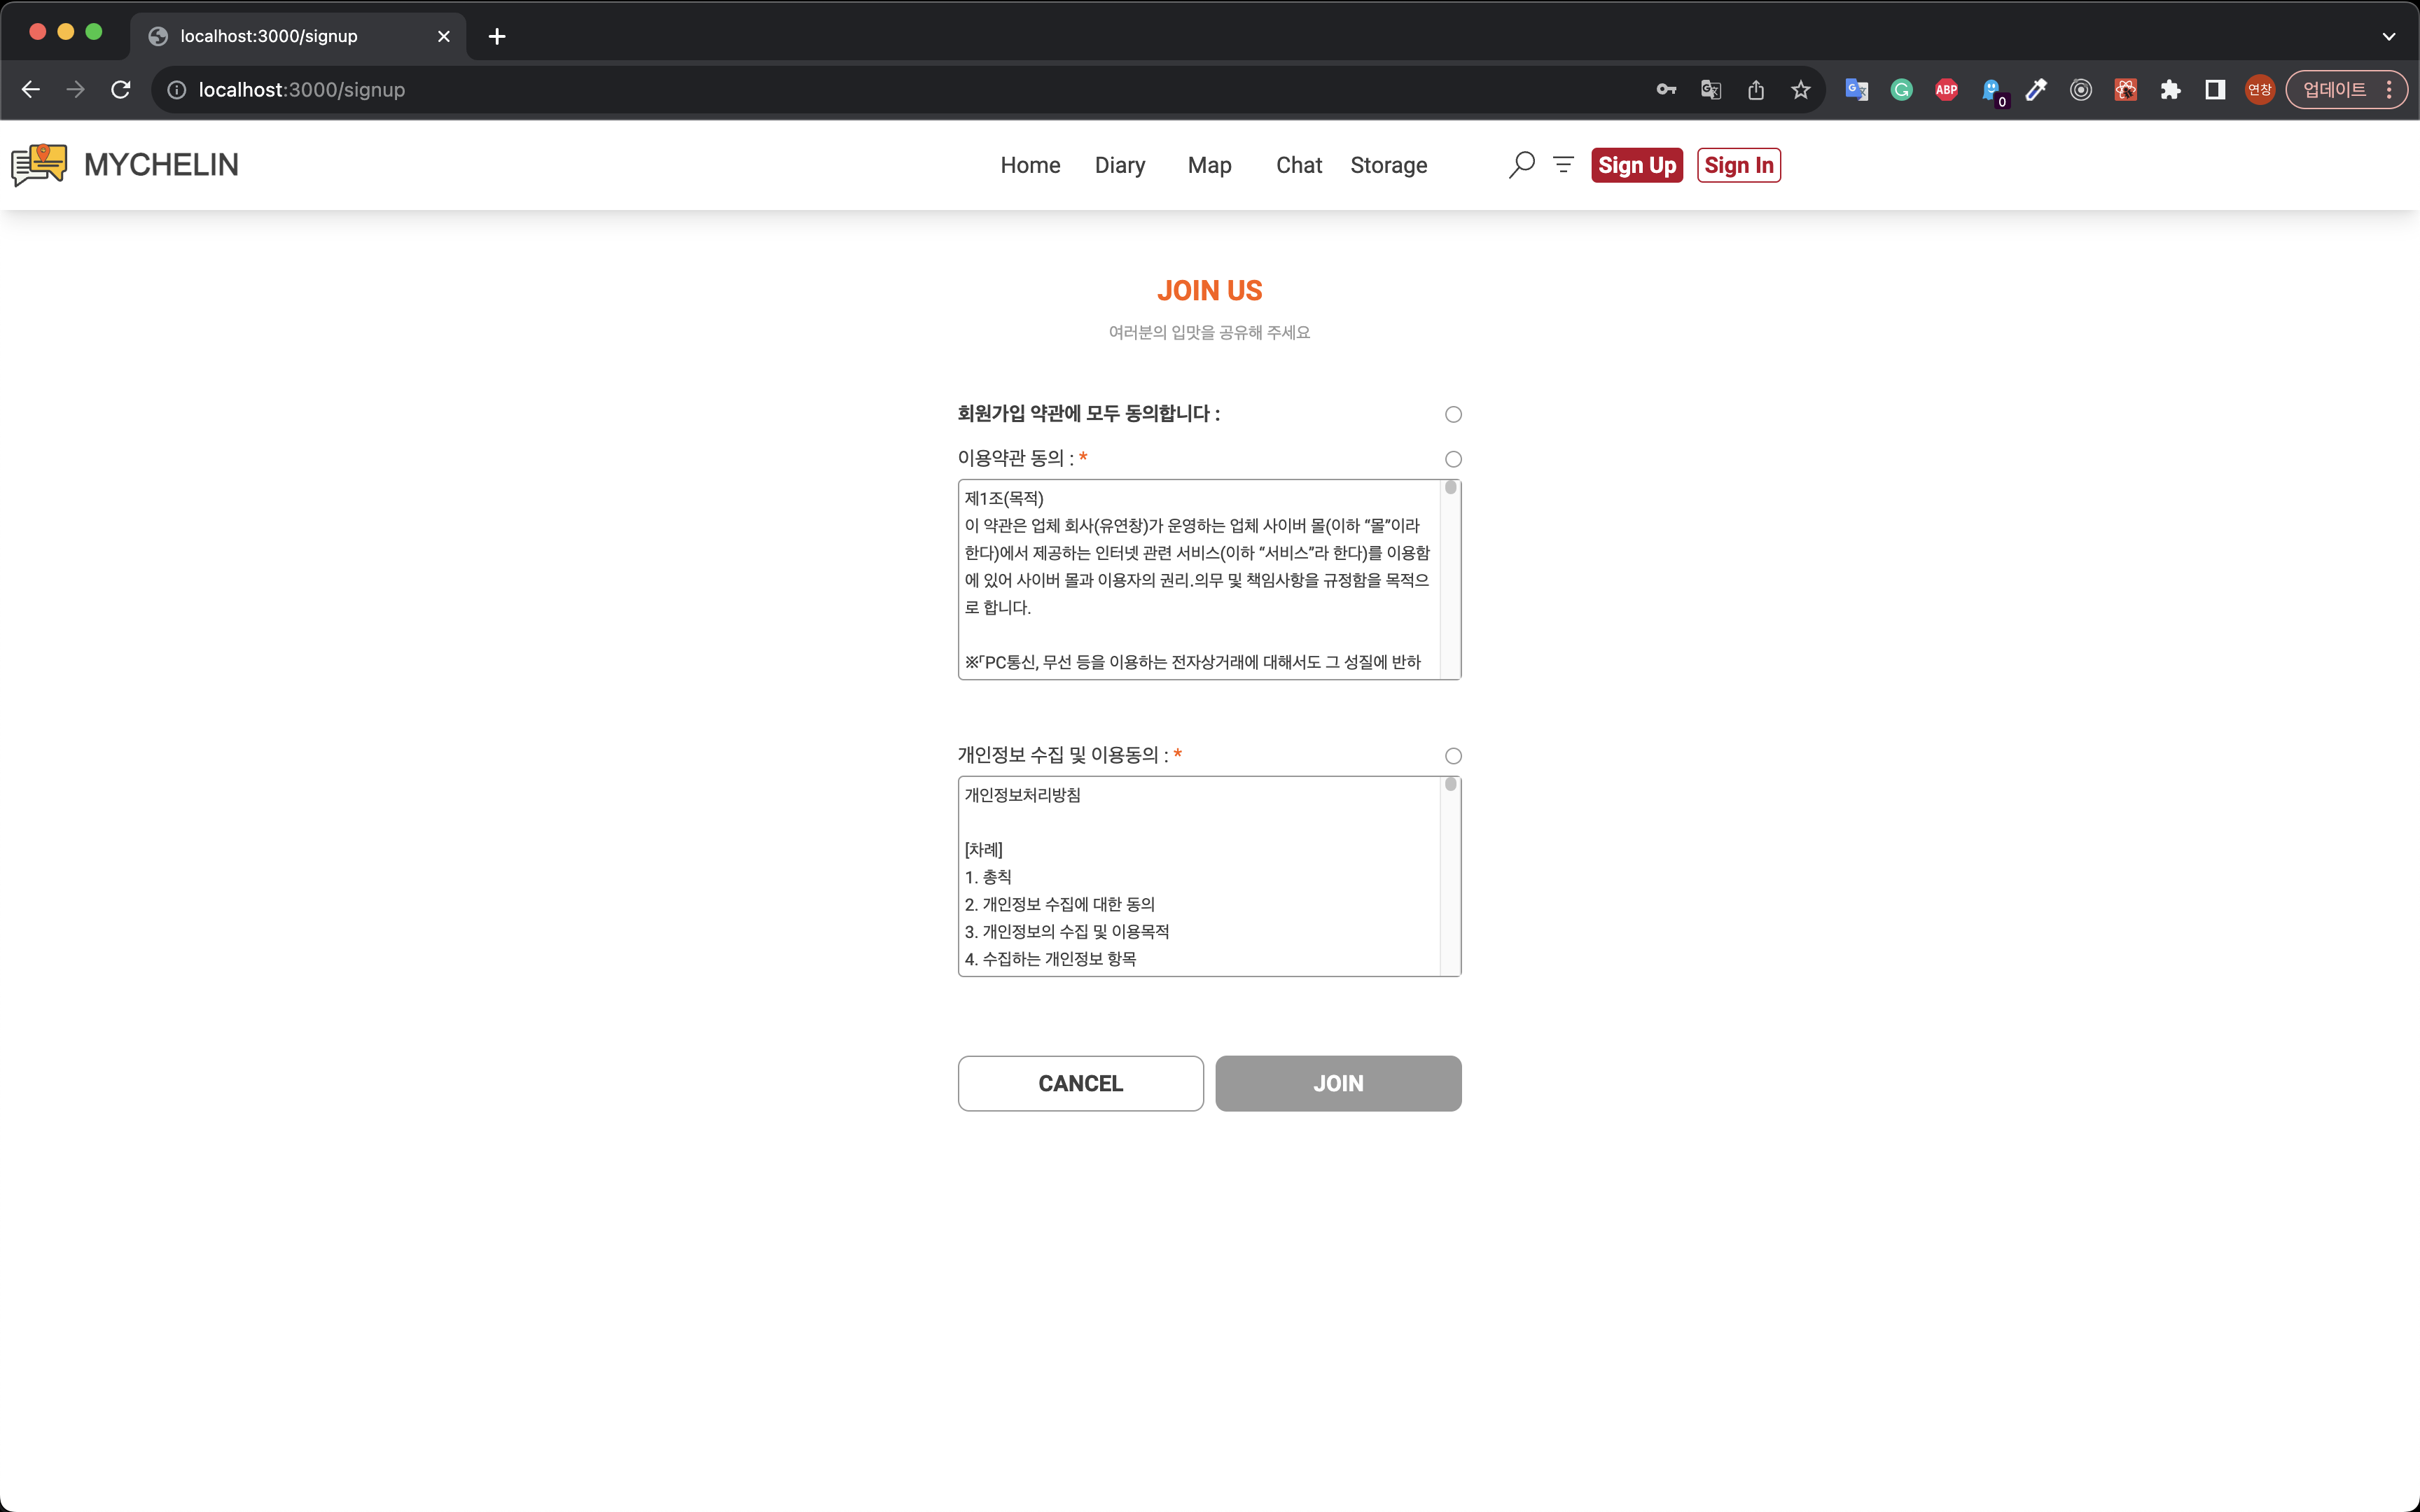 localhost:3000/signup
localhost:3000/signup
ABP
0
연창
업데이트
MYCHELIN
Home Diary Map Chat Storage
Sign Up Sign In
JOIN US
여러분의 입맛을 공유해 주세요
회원가입 약관에 모두 동의합니다 :
이용약관 동의 : *
제1조(목적)
이 약관은 업체 회사(유연창)가 운영하는 업체 사이버 몰(이하 “몰”이라
한다)에서 제공하는 인터넷 관련 서비스(이하 “서비스”라 한다)를 이용함
에 있어 사이버 몰과 이용자의 권리.의무 및 책임사항을 규정함을 목적으
로 합니다.
※「PC통신, 무선 등을 이용하는 전자상거래에 대해서도 그 성질에 반하
개인정보 수집 및 이용동의 : *
개인정보처리방침
[차례]
1. 총칙
2. 개인정보 수집에 대한 동의
3. 개인정보의 수집 및 이용목적
4. 수집하는 개인정보 항목
CANCEL
JOIN